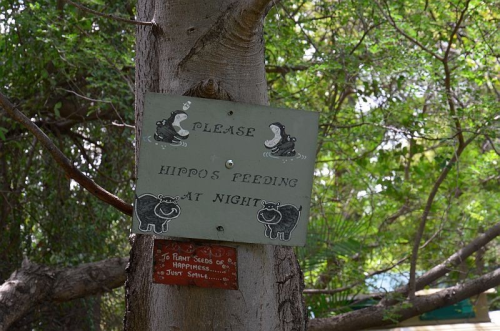 PLEASE
HIPPO'S FEEDING
AT NIGHT
To Plant Seeds of
Happiness.....
Just Smile....